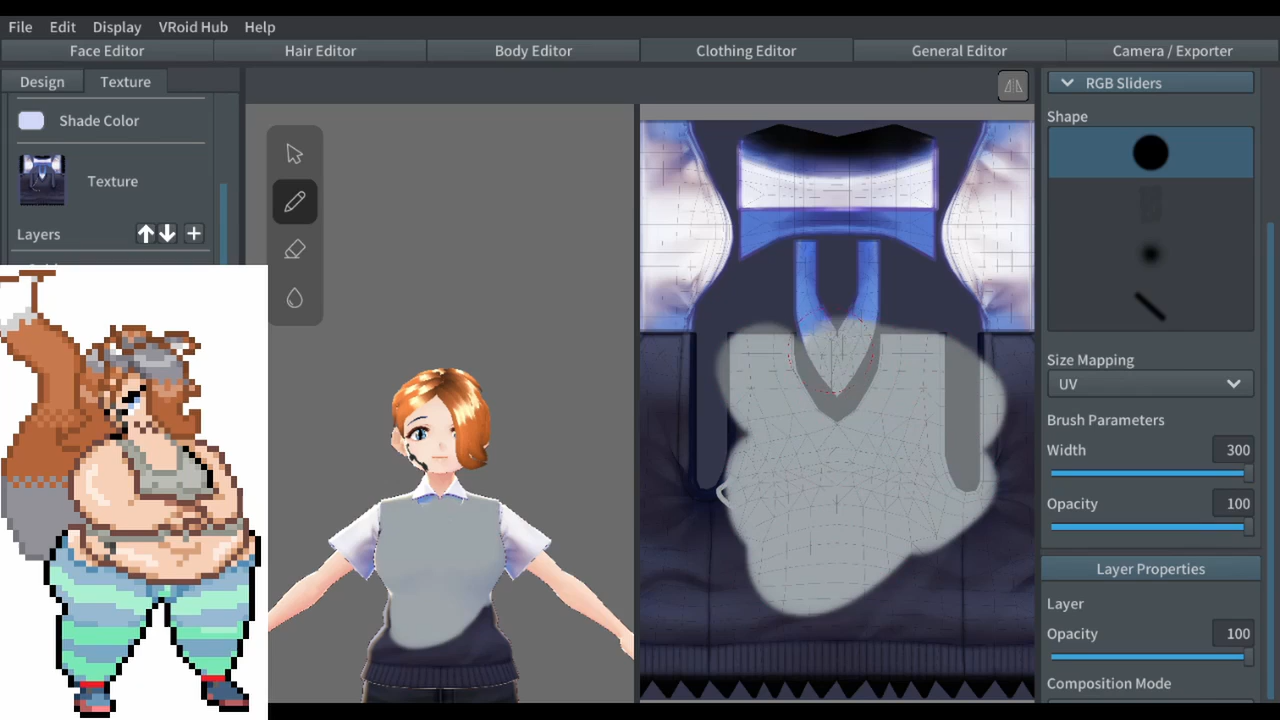 File Edit Display VRoid Hub Help
Face Editor Hair Editor Body Editor Clothing Editor General Editor Camera / Exporter
Design Texture
Shade Color
Texture
Layers
RGB Sliders
Shape
Size Mapping
UV
Brush Parameters
Width 300
Opacity 100
Layer Properties
Layer
Opacity 100
Composition Mode